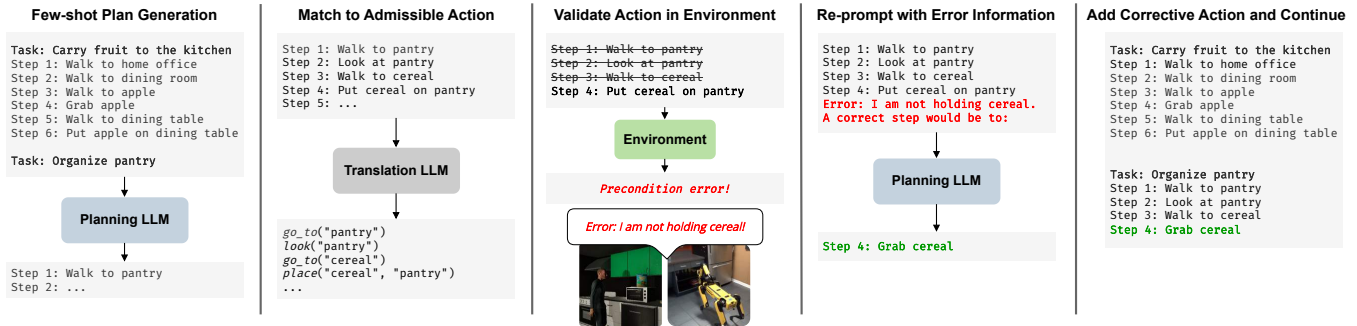 Few-shot Plan Generation
Task: Carry fruit to the kitchen
Step 1: Walk to home office
Step 2: Walk to dining room
Step 3: Walk to apple
Step 4: Grab apple
Step 5: Walk to dining table
Step 6: Put apple on dining table
Task: Organize pantry
Planning LLM
Step 1: Walk to pantry
Step 2: ...
Match to Admissible Action
Step 1: Walk to pantry
Step 2: Look at pantry
Step 3: Walk to cereal
Step 4: Put cereal on pantry
Step 5: ...
Translation LLM
go_to("pantry")
look("pantry")
go_to("cereal")
place("cereal", "pantry")
...
Validate Action in Environment
Step 1: Walk to pantry
Step 2: Look at pantry
Step 3: Walk to cereal
Step 4: Put cereal on pantry
Environment
Precondition error!
Error: I am not holding cereal!
Re-prompt with Error Information
Step 1: Walk to pantry
Step 2: Look at pantry
Step 3: Walk to cereal
Step 4: Put cereal on pantry
Error: I am not holding cereal.
A correct step would be to:
Planning LLM
Step 4: Grab cereal
Add Corrective Action and Continue
Task: Carry fruit to the kitchen
Step 1: Walk to home office
Step 2: Walk to dining room
Step 3: Walk to apple
Step 4: Grab apple
Step 5: Walk to dining table
Step 6: Put apple on dining table
Task: Organize pantry
Step 1: Walk to pantry
Step 2: Look at pantry
Step 3: Walk to cereal
Step 4: Grab cereal